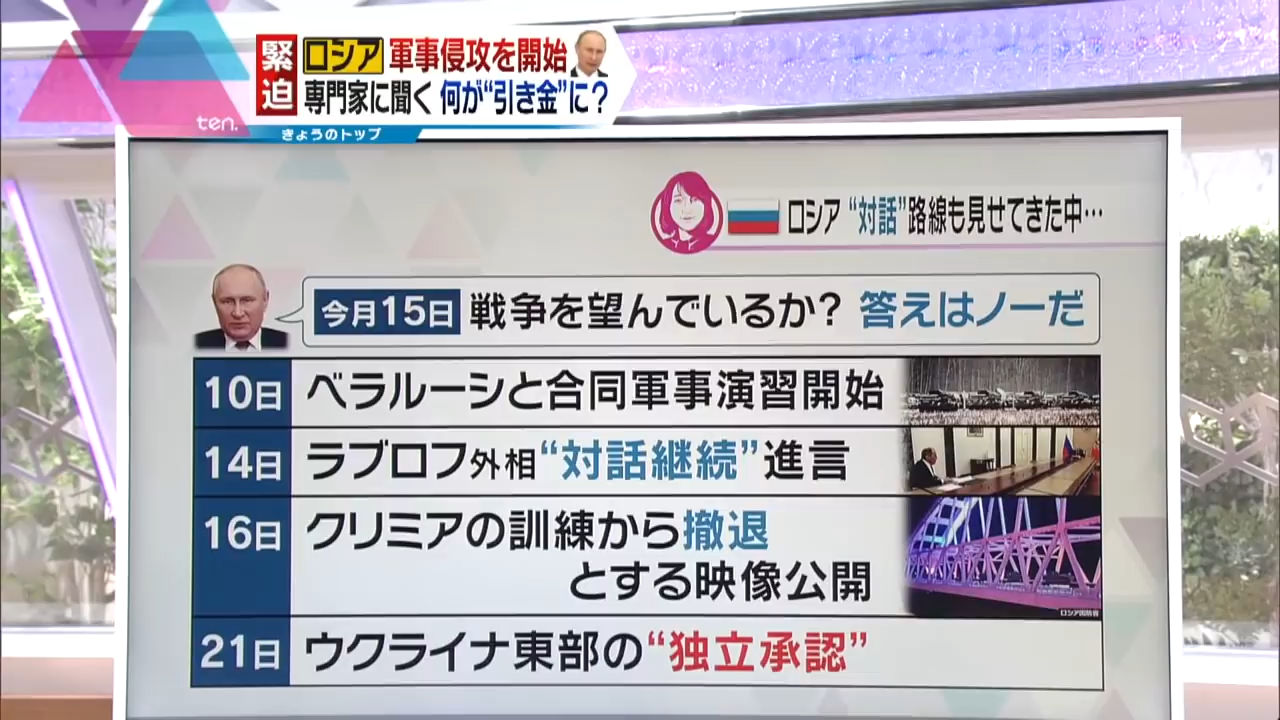 緊迫
ロシア 軍事侵攻を開始
専門家に聞く 何が“引き金”に？
ten.
きょうのトップ
ロシア “対話”路線も見せてきた中…
今月15日 戦争を望んでいるか？ 答えはノーだ
10日 ベラルーシと合同軍事演習開始
14日 ラブロフ外相“対話継続”進言
16日 クリミアの訓練から撤退
とする映像公開
ロシア国防省
21日 ウクライナ東部の“独立承認”